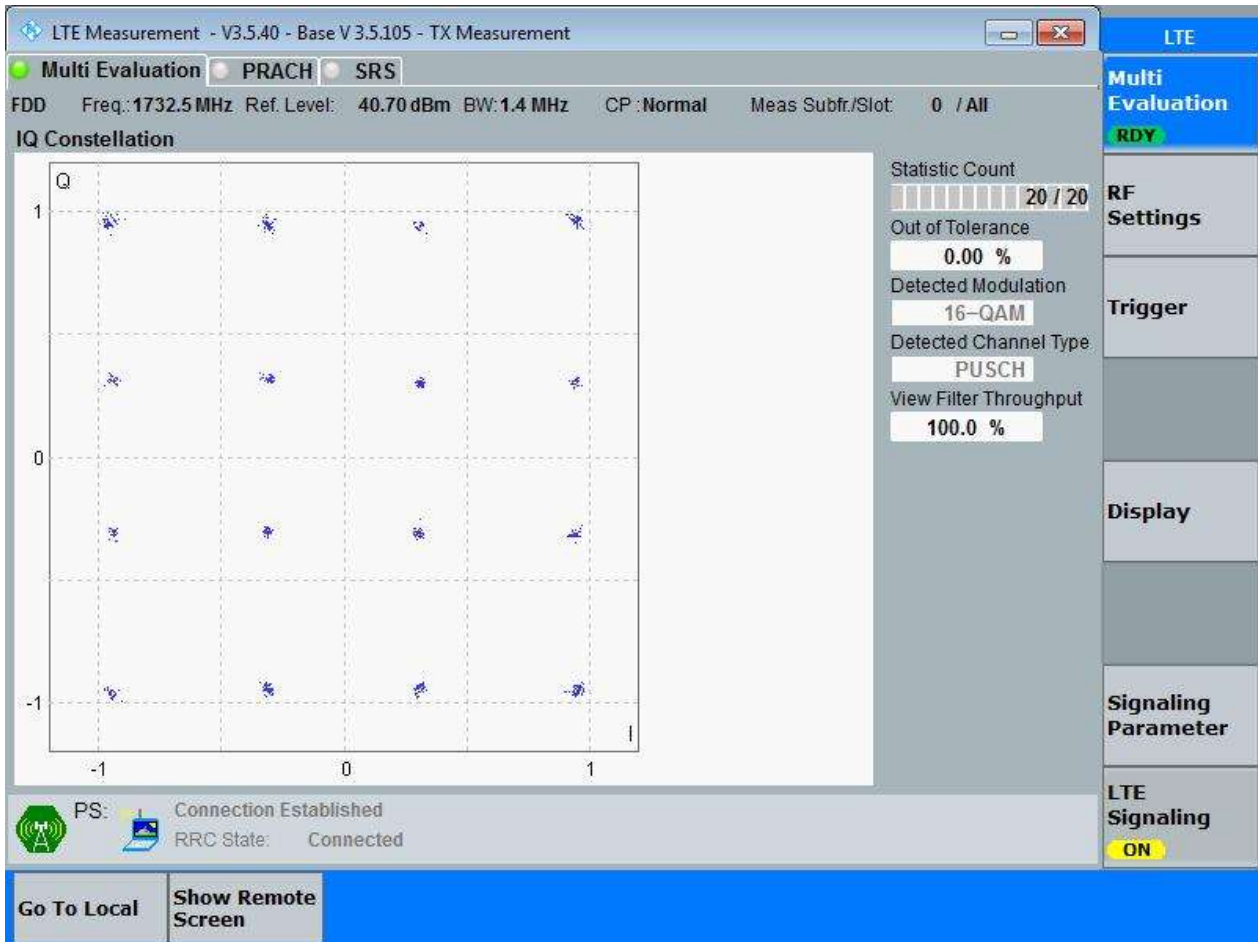 LTE Measurement - V3.5.40 - Base V 3.5.105 - TX Measurement
LTE
Multi Evaluation PRACH SRS
FDD Freq.: 1732.5 MHz Ref. Level: 40.70 dBm BW: 1.4 MHz CP : Normal Meas Subfr./Slot: 0 / All
IQ Constellation
Q
1
0
-1
I
-1 0 1
Statistic Count
20 / 20
Out of Tolerance
0.00 %
Detected Modulation
16-QAM
Detected Channel Type
PUSCH
View Filter Throughput
100.0 %
PS: Connection Established
RRC State: Connected
Multi
Evaluation
RDY
RF
Settings
Trigger
Display
Signaling
Parameter
LTE
Signaling
ON
Go To Local
Show Remote
Screen